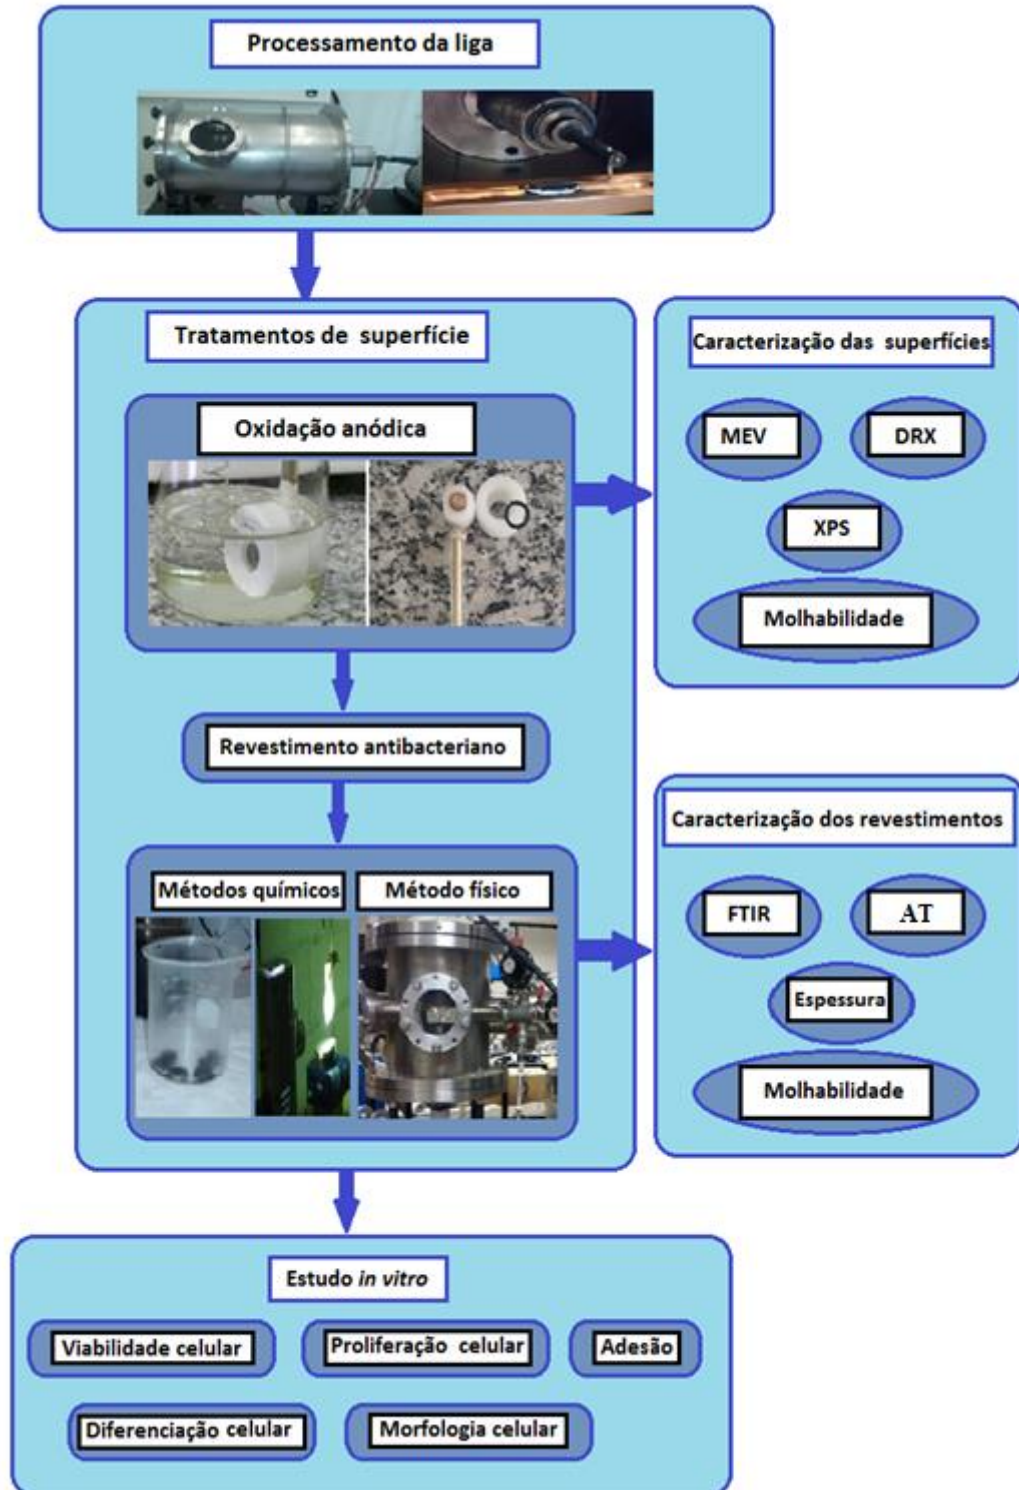 Processamento da liga
Tratamentos de superfície
Oxidação anódica
Revestimento antibacteriano
Métodos químicos
Método físico
Caracterização das superfícies
MEV
DRX
XPS
Molhabilidade
Caracterização dos revestimentos
FTIR
AT
Espessura
Molhabilidade
Estudo in vitro
Viabilidade celular
Proliferação celular
Adesão
Diferenciação celular
Morfologia celular